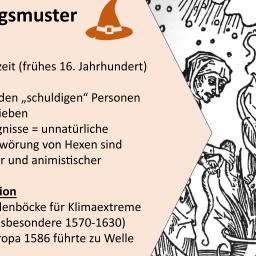 gsmuster
zeit (frühes 16. Jahrhundert)
den „schuldigen“ Personen
ieben
gnisse = unnatürliche
wörung von Hexen sind
r und animistischer
ion
denböcke für Klimaextreme
sbesondere 1570-1630)
ropa 1586 führte zu Welle